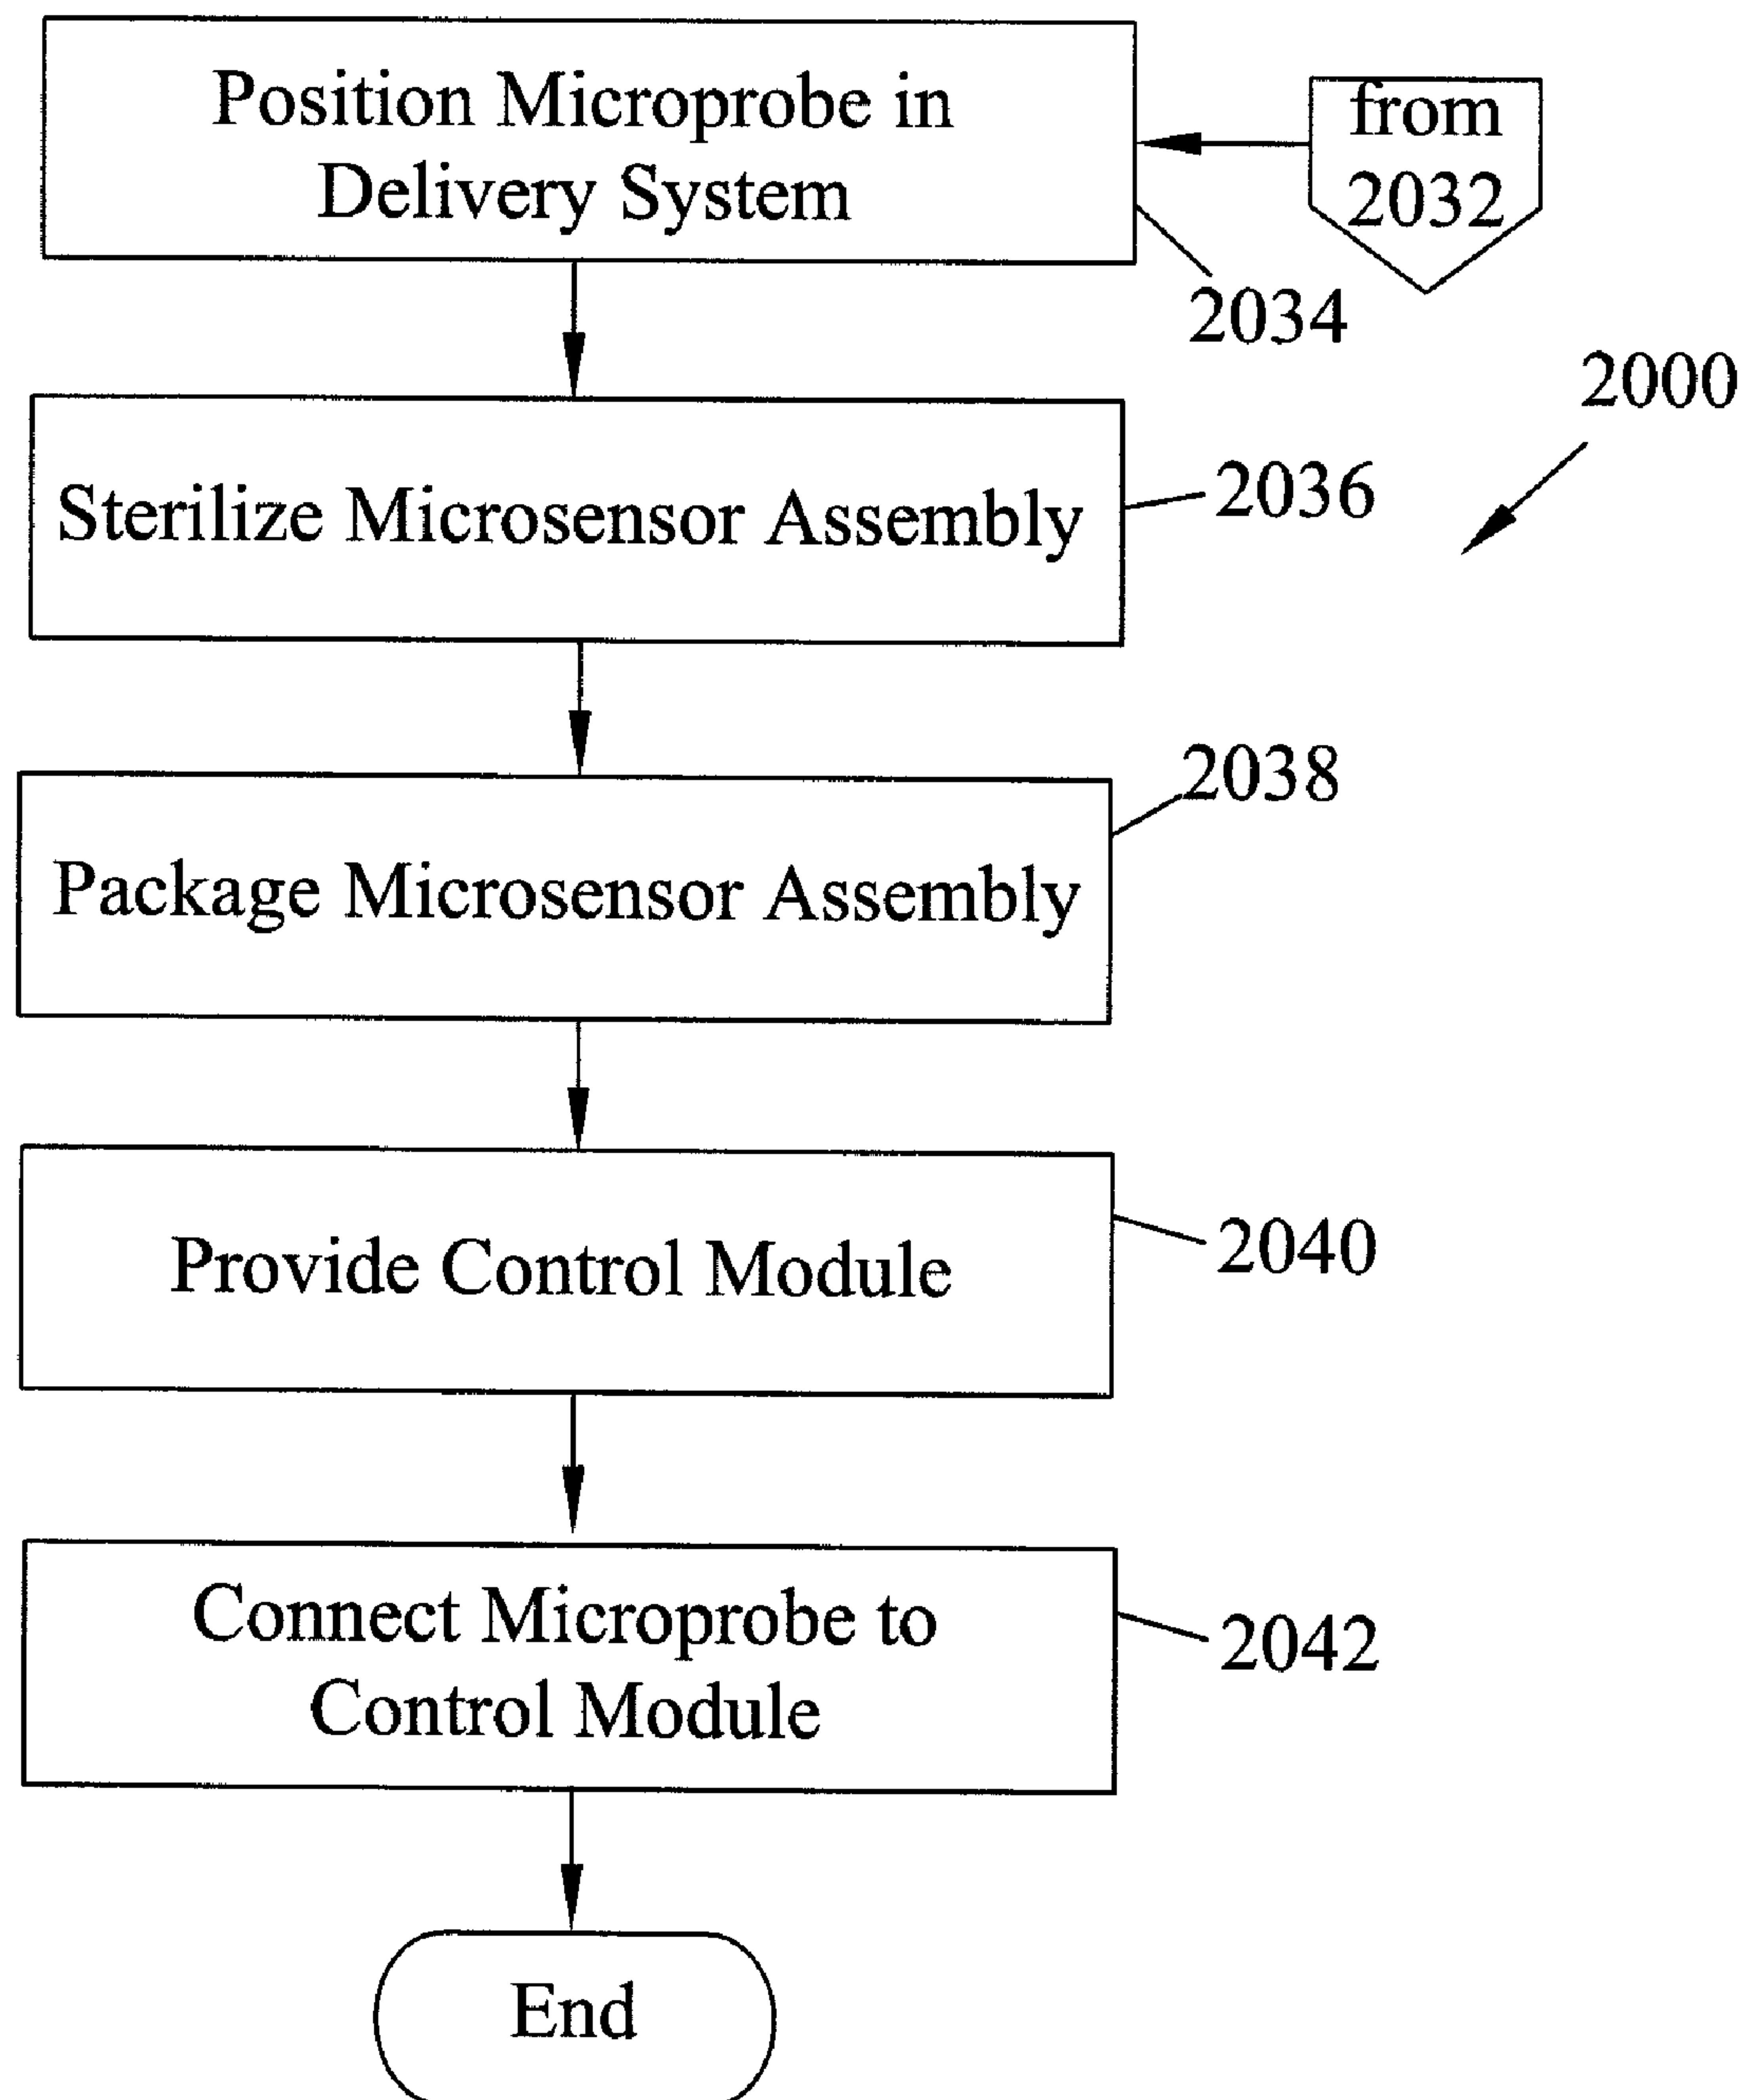 Position Microprobe in
Delivery System
from
2032
2034
2000
Sterilize Microsensor Assembly
2036
2038
Package Microsensor Assembly
Provide Control Module
2040
Connect Microprobe to
Control Module
2042
End